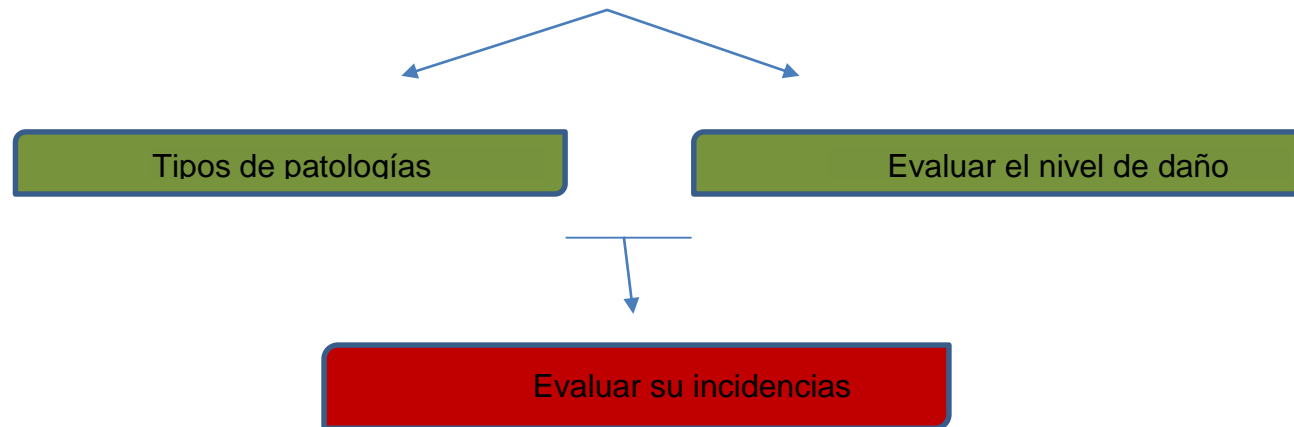 Tipos de patologías
Evaluar el nivel de daño
Evaluar su incidencias